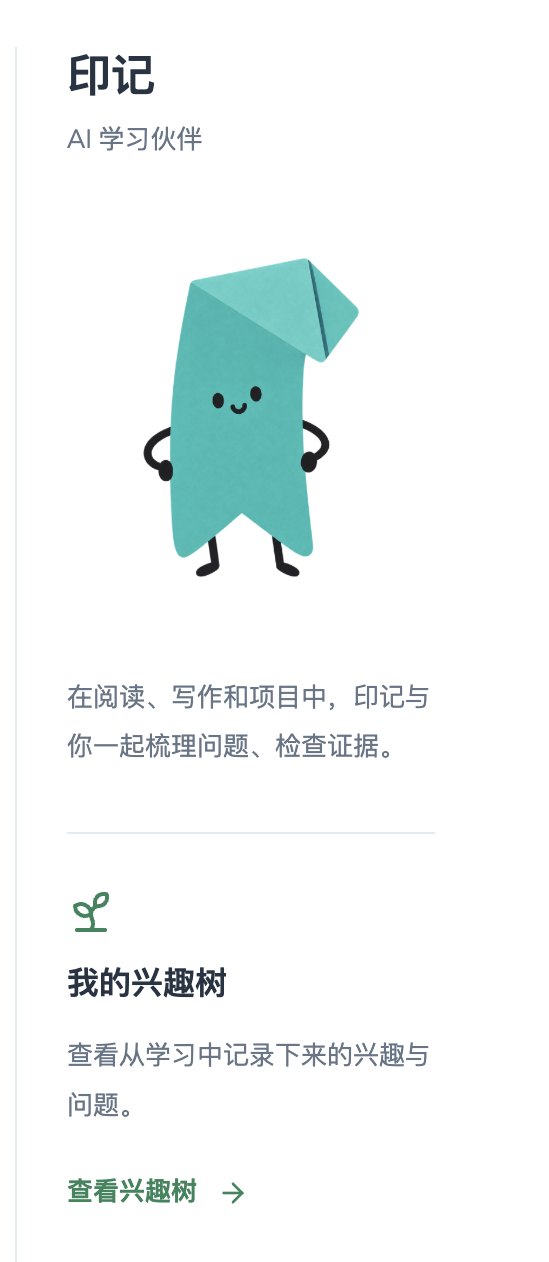 印记
AI 学习伙伴
在阅读、写作和项目中，印记与
你一起梳理问题、检查证据。
我的兴趣树
查看从学习中记录下来的兴趣与
问题。
查看兴趣树 →